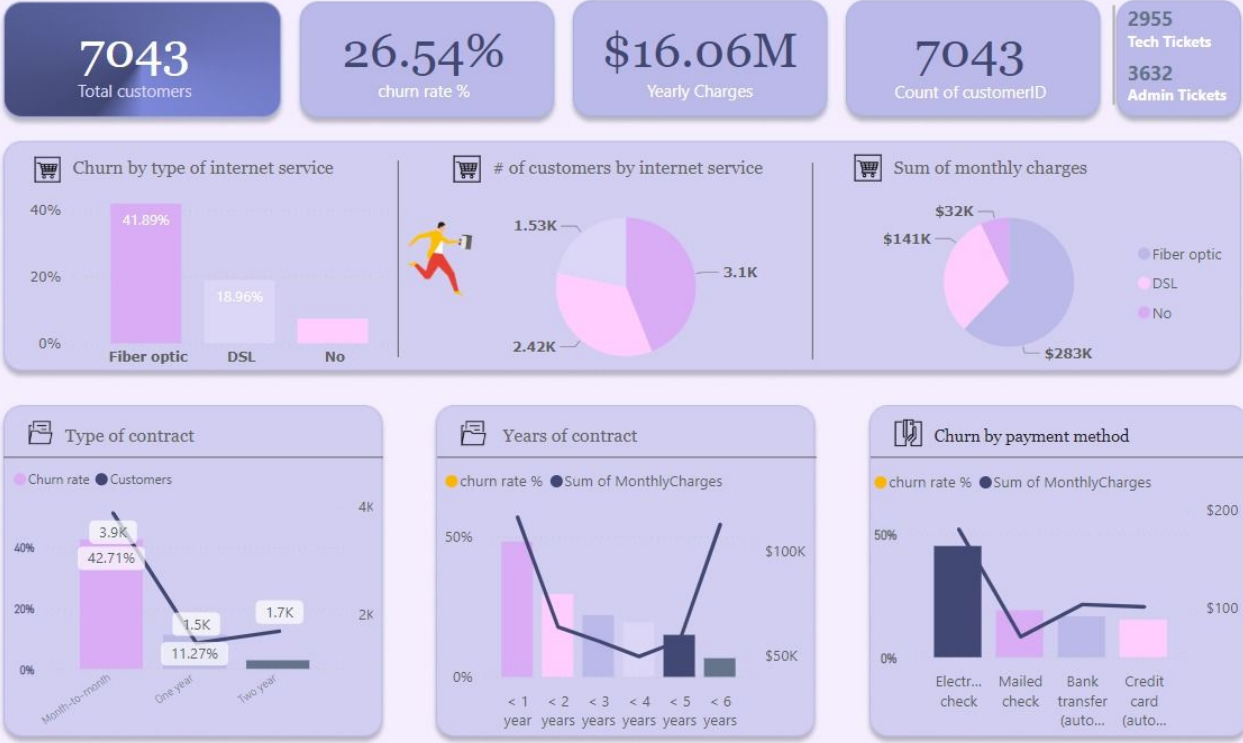 7043
Total customers
26.54%
churn rate %
$16.06M
Yearly Charges
7043
Count of customerID
2955
Tech Tickets
3632
Admin Tickets
Churn by type of internet service
40%
20%
0%
41.89%
18.96%
Fiber optic
DSL
No
# of customers by internet service
1.53K
3.1K
2.42K
Sum of monthly charges
$32K
$141K
$283K
Fiber optic
DSL
No
Type of contract
Churn rate
Customers
40%
20%
0%
4K
2K
3.9K
42.71%
1.5K
11.27%
1.7K
Month-to-month
One year
Two year
Years of contract
churn rate %
Sum of MonthlyCharges
50%
0%
$100K
$50K
< 1
year
< 2
years
< 3
years
< 4
years
< 5
years
< 6
years
Churn by payment method
churn rate %
Sum of MonthlyCharges
50%
0%
$200
$100
Electr...
check
Mailed
check
Bank
transfer
(auto...
Credit
card
(auto...